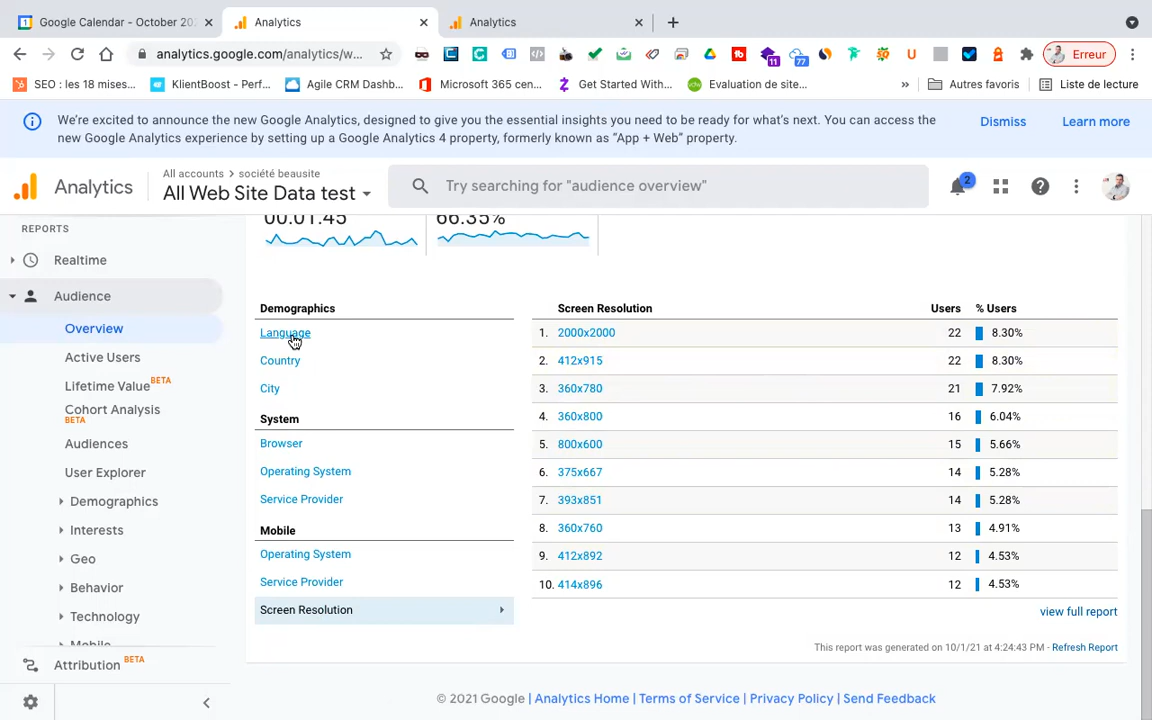 Google Calendar - October 202
Analytics
Analytics
analytics.google.com/analytics/w...
11
77
Erreur
SEO : les 18 mises...
KlientBoost - Perf...
Agile CRM Dashb...
Microsoft 365 cen...
Get Started With...
Evaluation de site...
»
Autres favoris
Liste de lecture
We're excited to announce the new Google Analytics, designed to give you the essential insights you need to be ready for what's next. You can access the
new Google Analytics experience by setting up a Google Analytics 4 property, formerly known as "App + Web" property.
Dismiss
Learn more
Analytics
All accounts > société beausite
All Web Site Data test
Try searching for "audience overview"
2
REPORTS
Realtime
Audience
Overview
Active Users
Lifetime Value BETA
Cohort Analysis
BETA
Audiences
User Explorer
Demographics
Interests
Geo
Behavior
Technology
Mobile
Attribution BETA
00:01:45
66.35%
Demographics
Language
Country
City
System
Browser
Operating System
Service Provider
Mobile
Operating System
Service Provider
Screen Resolution
Screen Resolution Users % Users
1. 2000x2000 22 8.30%
2. 412x915 22 8.30%
3. 360x780 21 7.92%
4. 360x800 16 6.04%
5. 800x600 15 5.66%
6. 375x667 14 5.28%
7. 393x851 14 5.28%
8. 360x760 13 4.91%
9. 412x892 12 4.53%
10. 414x896 12 4.53%
view full report
This report was generated on 10/1/21 at 4:24:43 PM - Refresh Report
© 2021 Google | Analytics Home | Terms of Service | Privacy Policy | Send Feedback